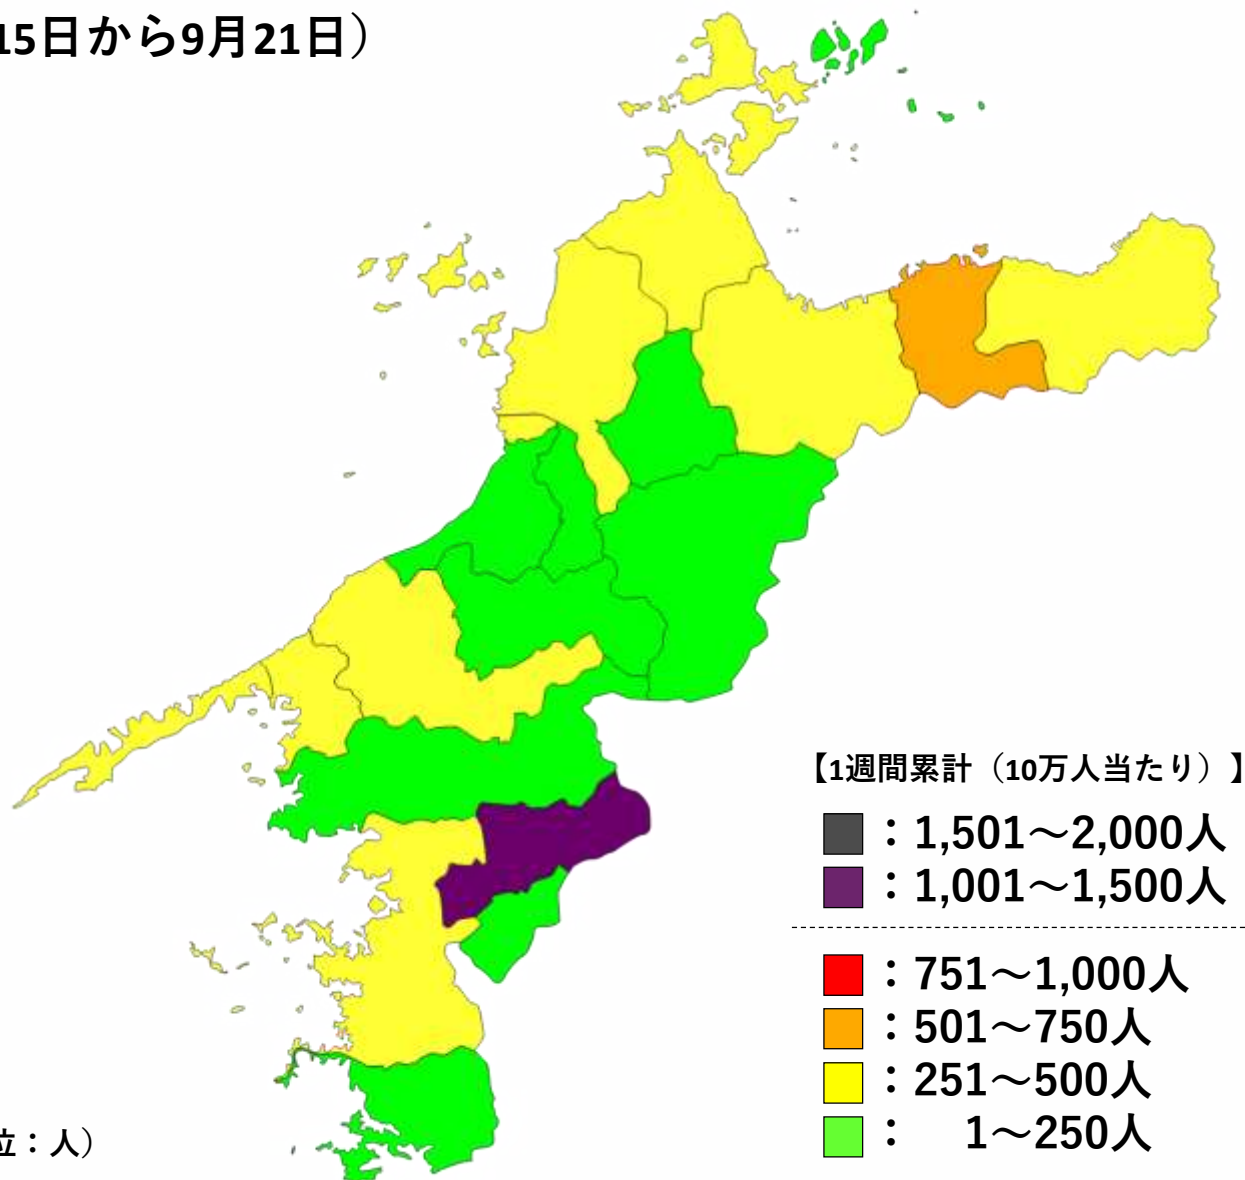 15日から9月21日）
【1週間累計（10万人当たり）】
：1,501～2,000人
：1,001～1,500人
：751～1,000人
：501～750人
：251～500人
：　1～250人
位：人）